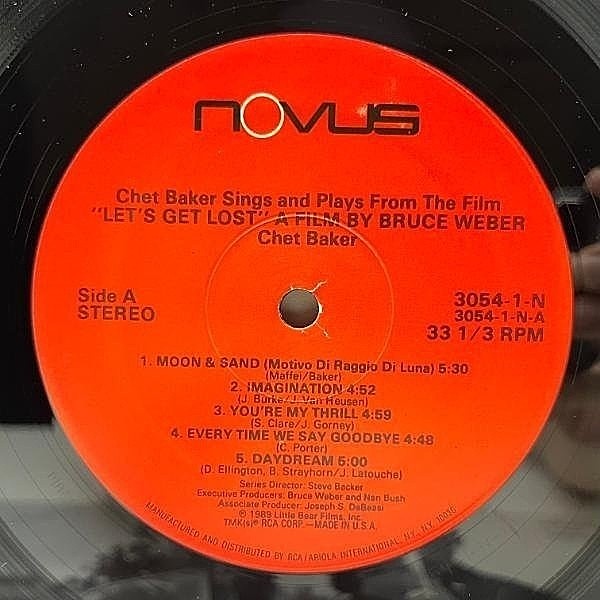 novus
Chet Baker Sings and Plays From The Film
"LET'S GET LOST" A FILM BY BRUCE WEBER
Chet Baker
Side A
STEREO
3054-1-N
3054-1-N-A
33 1/3 RPM
1. MOON & SAND (Motivo Di Raggio Di Luna) 5:30
(Maffei/Baker)
2. IMAGINATION 4:52
(J. Burke/J. Van Heusen)
3. YOU'RE MY THRILL 4:59
(S. Clare/J. Gorney)
4. EVERY TIME WE SAY GOODBYE 4:48
(C. Porter)
5. DAYDREAM 5:00
(D. Ellington, B. Strayhorn/J. Latouche)
Series Director: Steve Backer
Executive Producers: Bruce Weber and Nan Bush
Associate Producer: Joseph S. DeBeasi
℗ 1989 Little Bear Films, Inc.
TMK(s)® RCA CORP.—MADE IN U.S.A.
MANUFACTURED AND DISTRIBUTED BY RCA/ARIOLA INTERNATIONAL, N.Y., N.Y. 10036